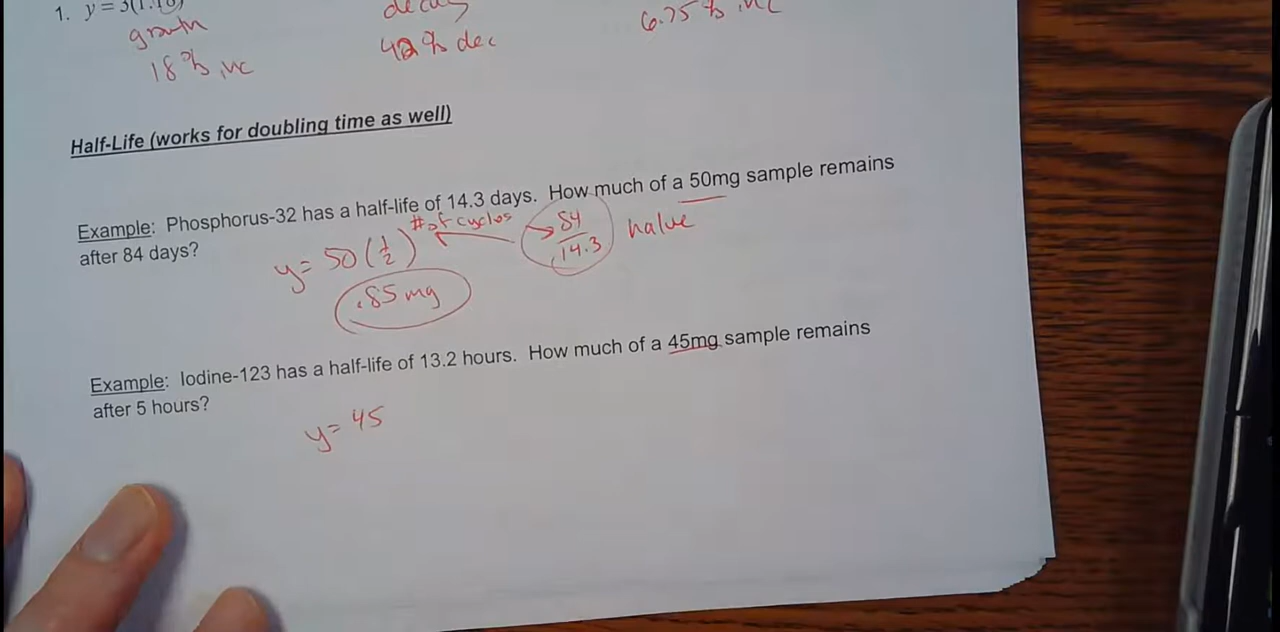 1. y = 3(1.18)
growth
18% inc
decay
42% dec
6.75% inc
Half-Life (works for doubling time as well)
Example: Phosphorus-32 has a half-life of 14.3 days. How much of a 50mg sample remains
after 84 days?
y= 50 (1/2) # of cycles
84/14.3 halve
.85 mg
Example: Iodine-123 has a half-life of 13.2 hours. How much of a 45mg sample remains
after 5 hours?
y= 45